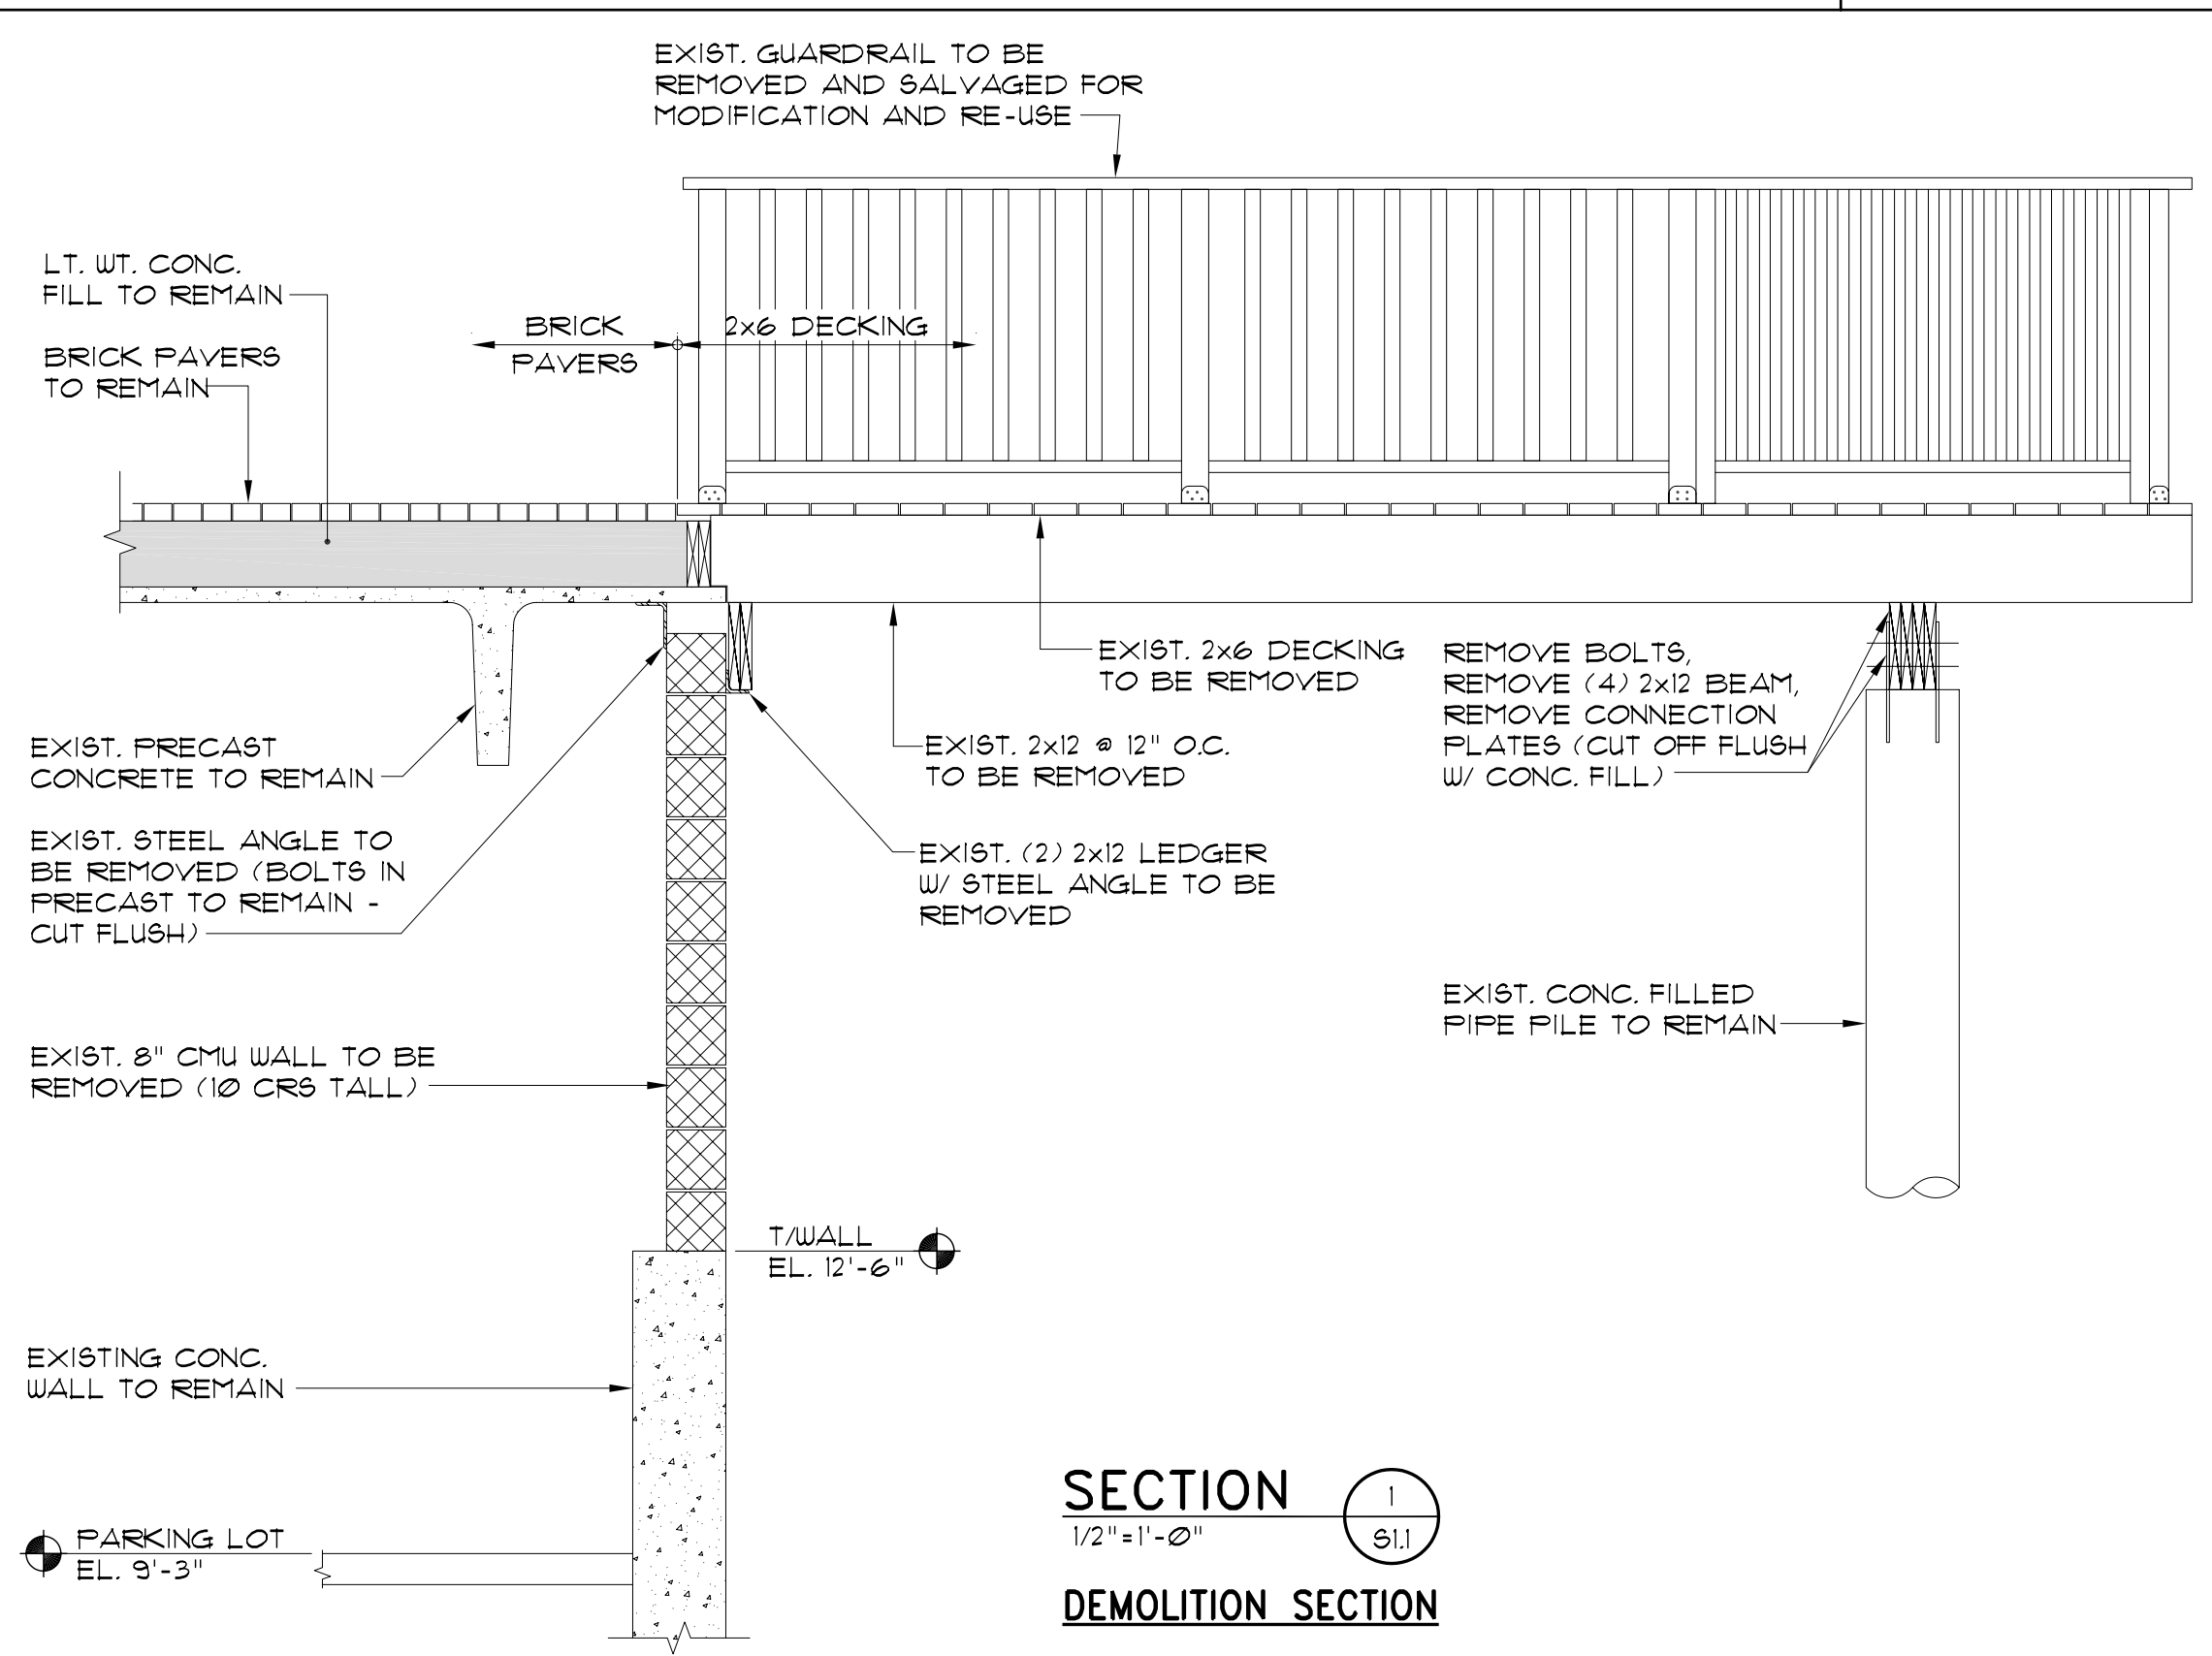 EXIST. GUARDRAIL TO BE
REMOVED AND SALVAGED FOR
MODIFICATION AND RE-USE
LT. WT. CONC.
FILL TO REMAIN
BRICK PAVERS
TO REMAIN
BRICK
PAVERS
2x6 DECKING
EXIST. PRECAST
CONCRETE TO REMAIN
EXIST. STEEL ANGLE TO
BE REMOVED (BOLTS IN
PRECAST TO REMAIN -
CUT FLUSH)
EXIST. 2x6 DECKING
TO BE REMOVED
EXIST. 2x12 @ 12" O.C.
TO BE REMOVED
EXIST. (2) 2x12 LEDGER
W/ STEEL ANGLE TO BE
REMOVED
REMOVE BOLTS,
REMOVE (4) 2x12 BEAM,
REMOVE CONNECTION
PLATES (CUT OFF FLUSH
W/ CONC. FILL)
EXIST. CONC. FILLED
PIPE PILE TO REMAIN
EXIST. 8" CMU WALL TO BE
REMOVED (10 CRS TALL)
T/WALL
EL. 12'-6"
EXISTING CONC.
WALL TO REMAIN
PARKING LOT
EL. 9'-3"
SECTION
1/2"=1'-0"
1
S1.1
DEMOLITION SECTION